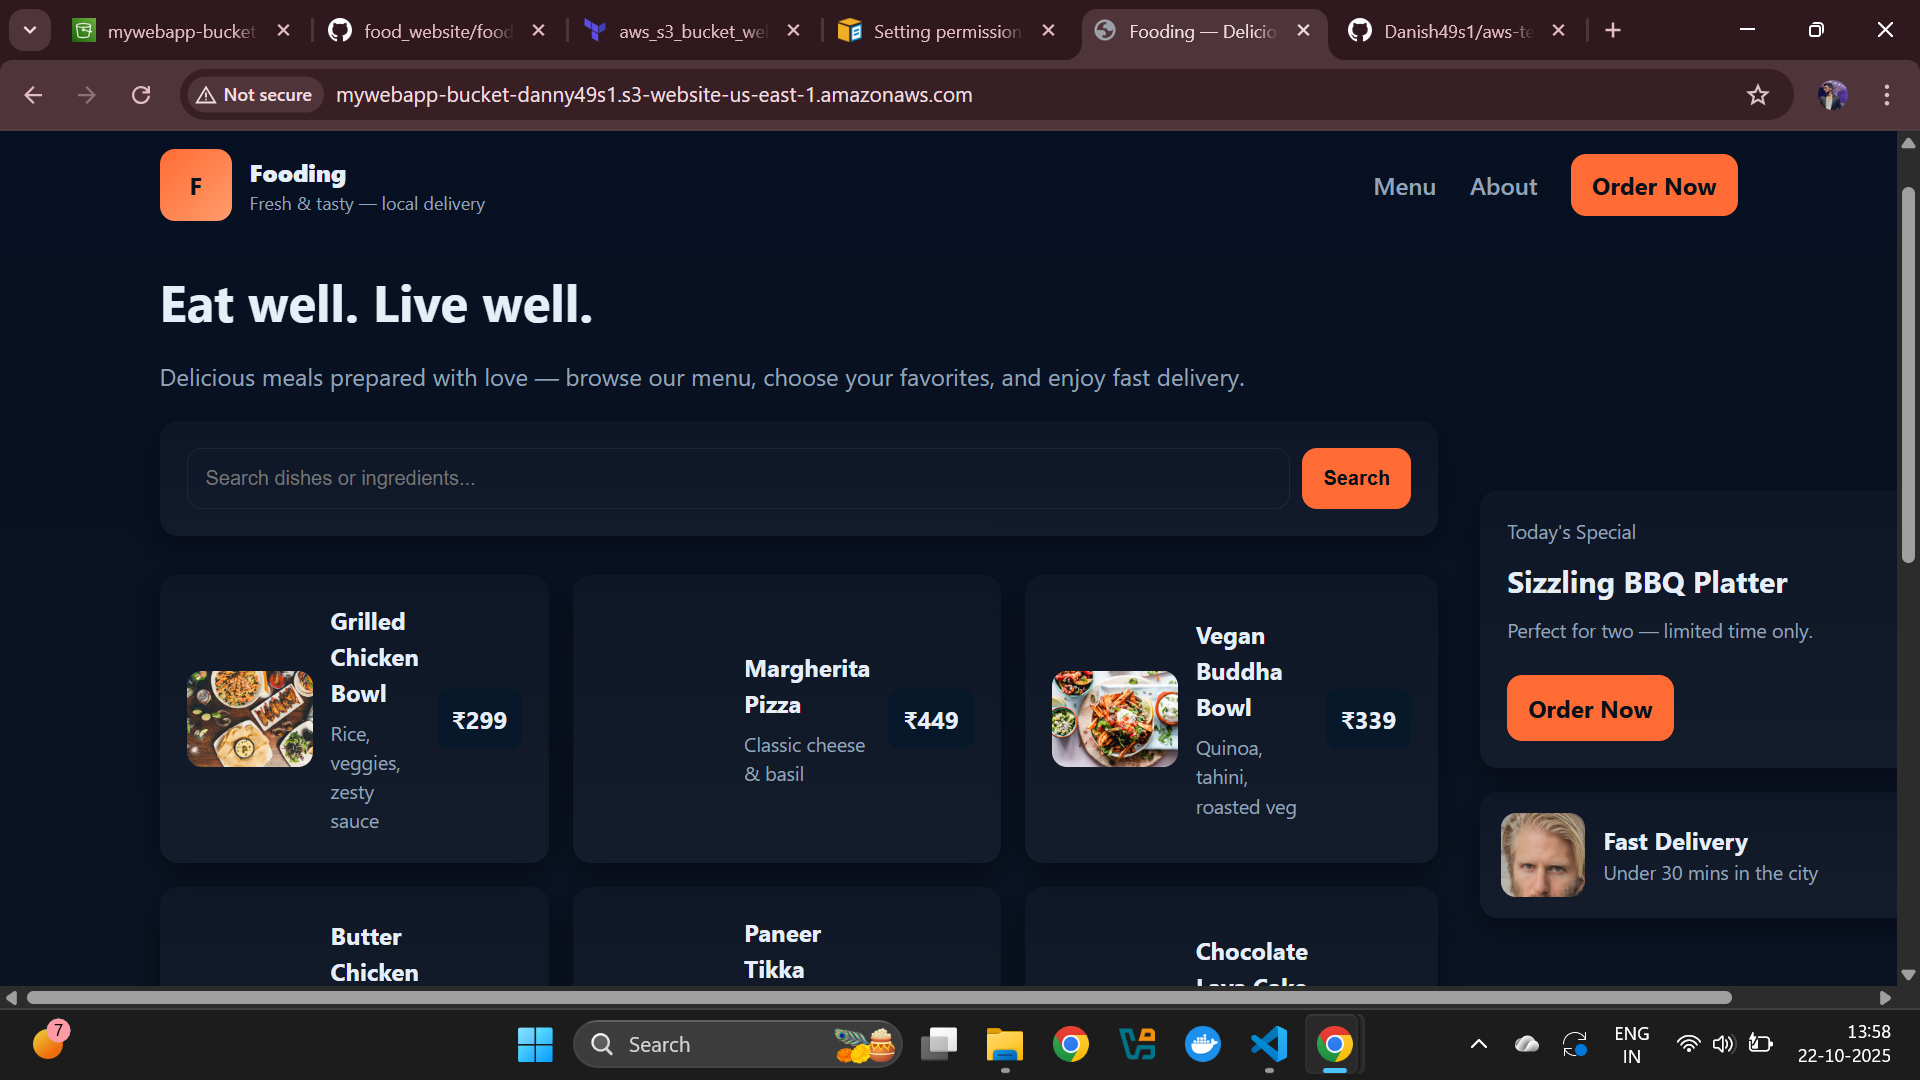 mywebapp-bucket
food_website/food
aws_s3_bucket_we
Setting permission
Fooding — Delicio
Danish49s1/aws-te
Not secure
mywebapp-bucket-danny49s1.s3-website-us-east-1.amazonaws.com
F
Fooding
Fresh & tasty — local delivery
Menu
About
Order Now
Eat well. Live well.
Delicious meals prepared with love — browse our menu, choose your favorites, and enjoy fast delivery.
Search dishes or ingredients...
Search
Grilled
Chicken
Bowl
Rice,
veggies,
zesty
sauce
₹299
Margherita
Pizza
Classic cheese
& basil
₹449
Vegan
Buddha
Bowl
Quinoa,
tahini,
roasted veg
₹339
Today's Special
Sizzling BBQ Platter
Perfect for two — limited time only.
Order Now
Fast Delivery
Under 30 mins in the city
Butter
Chicken
Paneer
Tikka
Chocolate
Lava Cake
7
Search
ENG
IN
13:58
22-10-2025